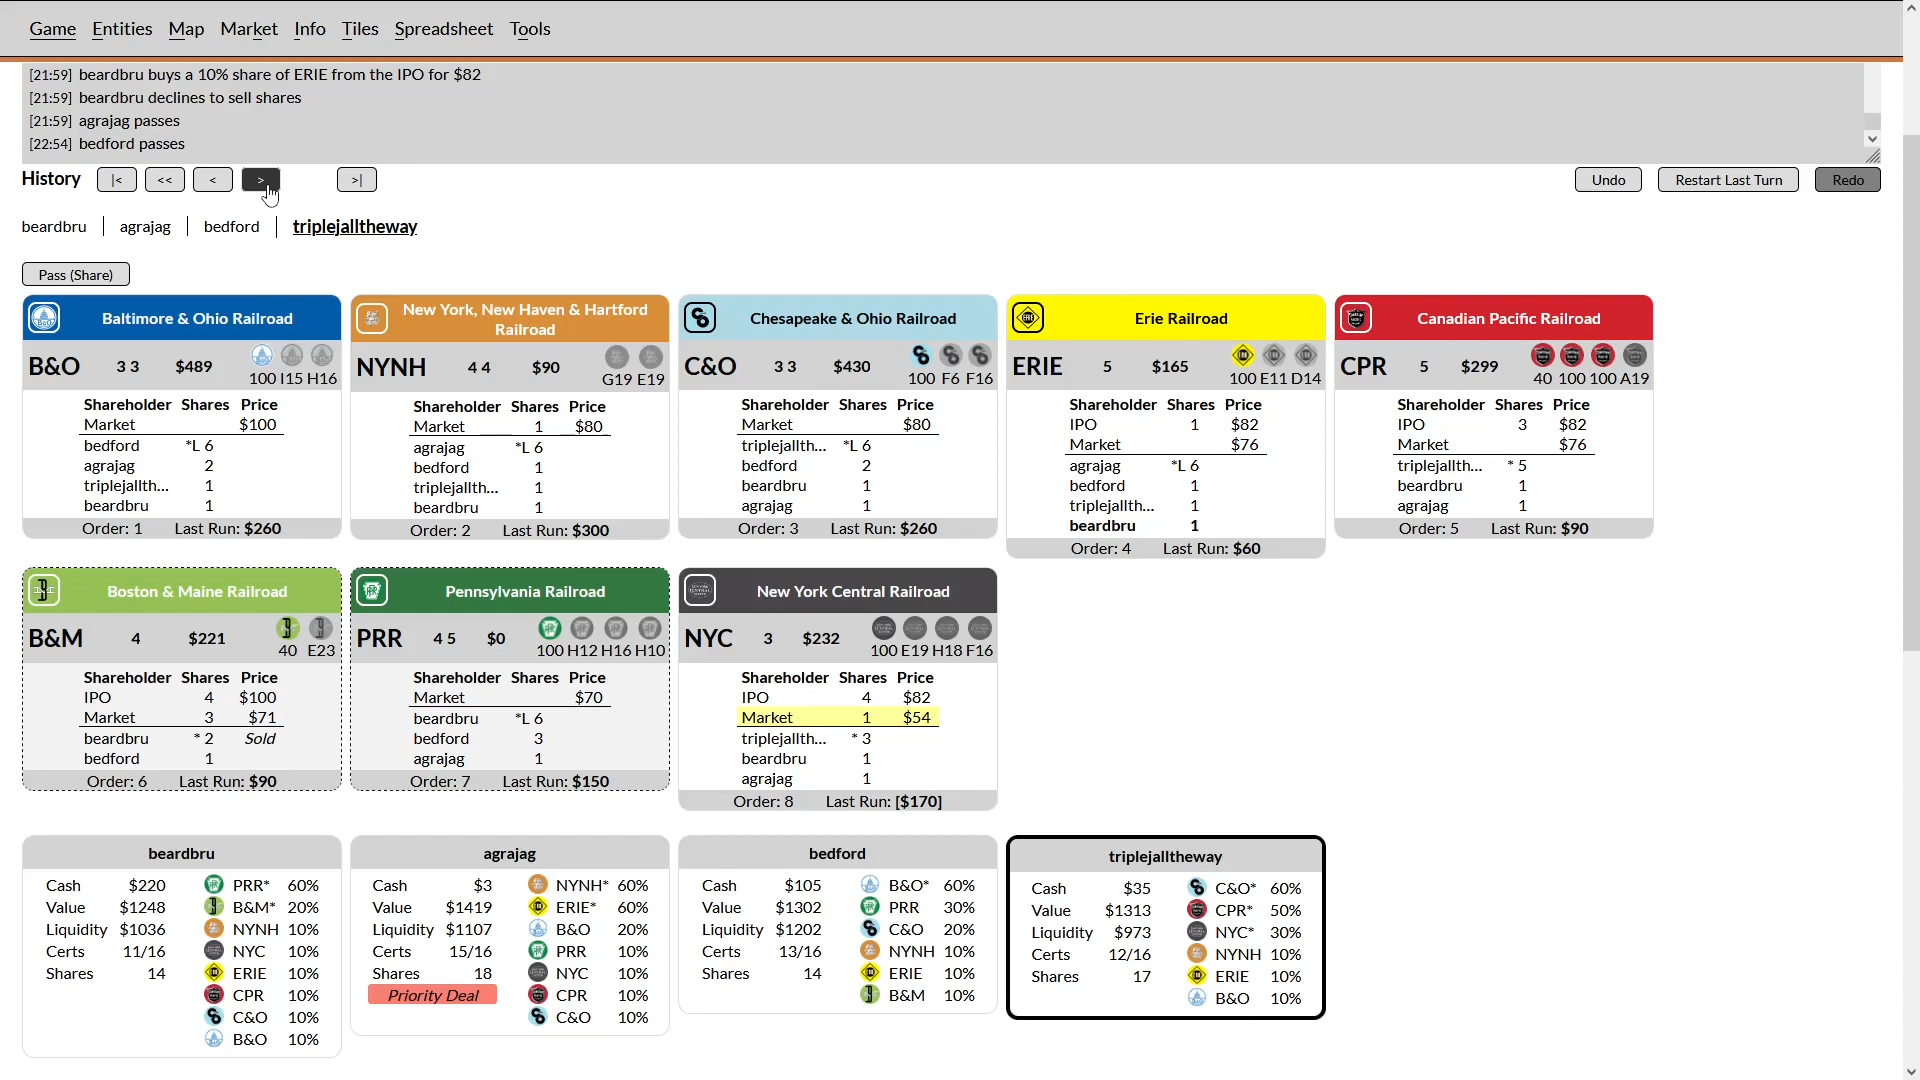 Game Entities Map Market Info Tiles Spreadsheet Tools
[21:59] beardbru buys a 10% share of ERIE from the IPO for $82
[21:59] beardbru declines to sell shares
[21:59] agrajag passes
[22:54] bedford passes
History |< << < > >| Undo Restart Last Turn Redo
beardbru agrajag bedford triplejalltheway
Pass (Share)
Baltimore & Ohio Railroad
B&O 3 3 $489 100 I15 H16
Shareholder Shares Price
Market $100
bedford *L 6
agrajag 2
triplejallth... 1
beardbru 1
Order: 1 Last Run: $260
New York, New Haven & Hartford
Railroad
NYNH 4 4 $90 G19 E19
Shareholder Shares Price
Market 1 $80
agrajag *L 6
bedford 1
triplejallth... 1
beardbru 1
Order: 2 Last Run: $300
Chesapeake & Ohio Railroad
C&O 3 3 $430 100 F6 F16
Shareholder Shares Price
Market $80
triplejallth... *L 6
bedford 2
beardbru 1
agrajag 1
Order: 3 Last Run: $260
Erie Railroad
ERIE 5 $165 100 E11 D14
Shareholder Shares Price
IPO 1 $82
Market $76
agrajag *L 6
bedford 1
triplejallth... 1
beardbru 1
Order: 4 Last Run: $60
Canadian Pacific Railroad
CPR 5 $299 40 100 100 A19
Shareholder Shares Price
IPO 3 $82
Market $76
triplejallth... * 5
beardbru 1
agrajag 1
Order: 5 Last Run: $90
Boston & Maine Railroad
B&M 4 $221 40 E23
Shareholder Shares Price
IPO 4 $100
Market 3 $71
beardbru * 2 Sold
bedford 1
Order: 6 Last Run: $90
Pennsylvania Railroad
PRR 4 5 $0 100 H12 H16 H10
Shareholder Shares Price
Market $70
beardbru *L 6
bedford 3
agrajag 1
Order: 7 Last Run: $150
New York Central Railroad
NYC 3 $232 100 E19 H18 F16
Shareholder Shares Price
IPO 4 $82
Market 1 $54
triplejallth... * 3
beardbru 1
agrajag 1
Order: 8 Last Run: [$170]
beardbru
Cash $220 PRR* 60%
Value $1248 B&M* 20%
Liquidity $1036 NYNH 10%
Certs 11/16 NYC 10%
Shares 14 ERIE 10%
CPR 10%
C&O 10%
B&O 10%
agrajag
Cash $3 NYNH* 60%
Value $1419 ERIE* 60%
Liquidity $1107 B&O 20%
Certs 15/16 PRR 10%
Shares 18 NYC 10%
Priority Deal CPR 10%
C&O 10%
bedford
Cash $105 B&O* 60%
Value $1302 PRR 30%
Liquidity $1202 C&O 20%
Certs 13/16 NYNH 10%
Shares 14 ERIE 10%
B&M 10%
triplejalltheway
Cash $35 C&O* 60%
Value $1313 CPR* 50%
Liquidity $973 NYC* 30%
Certs 12/16 NYNH 10%
Shares 17 ERIE 10%
B&O 10%